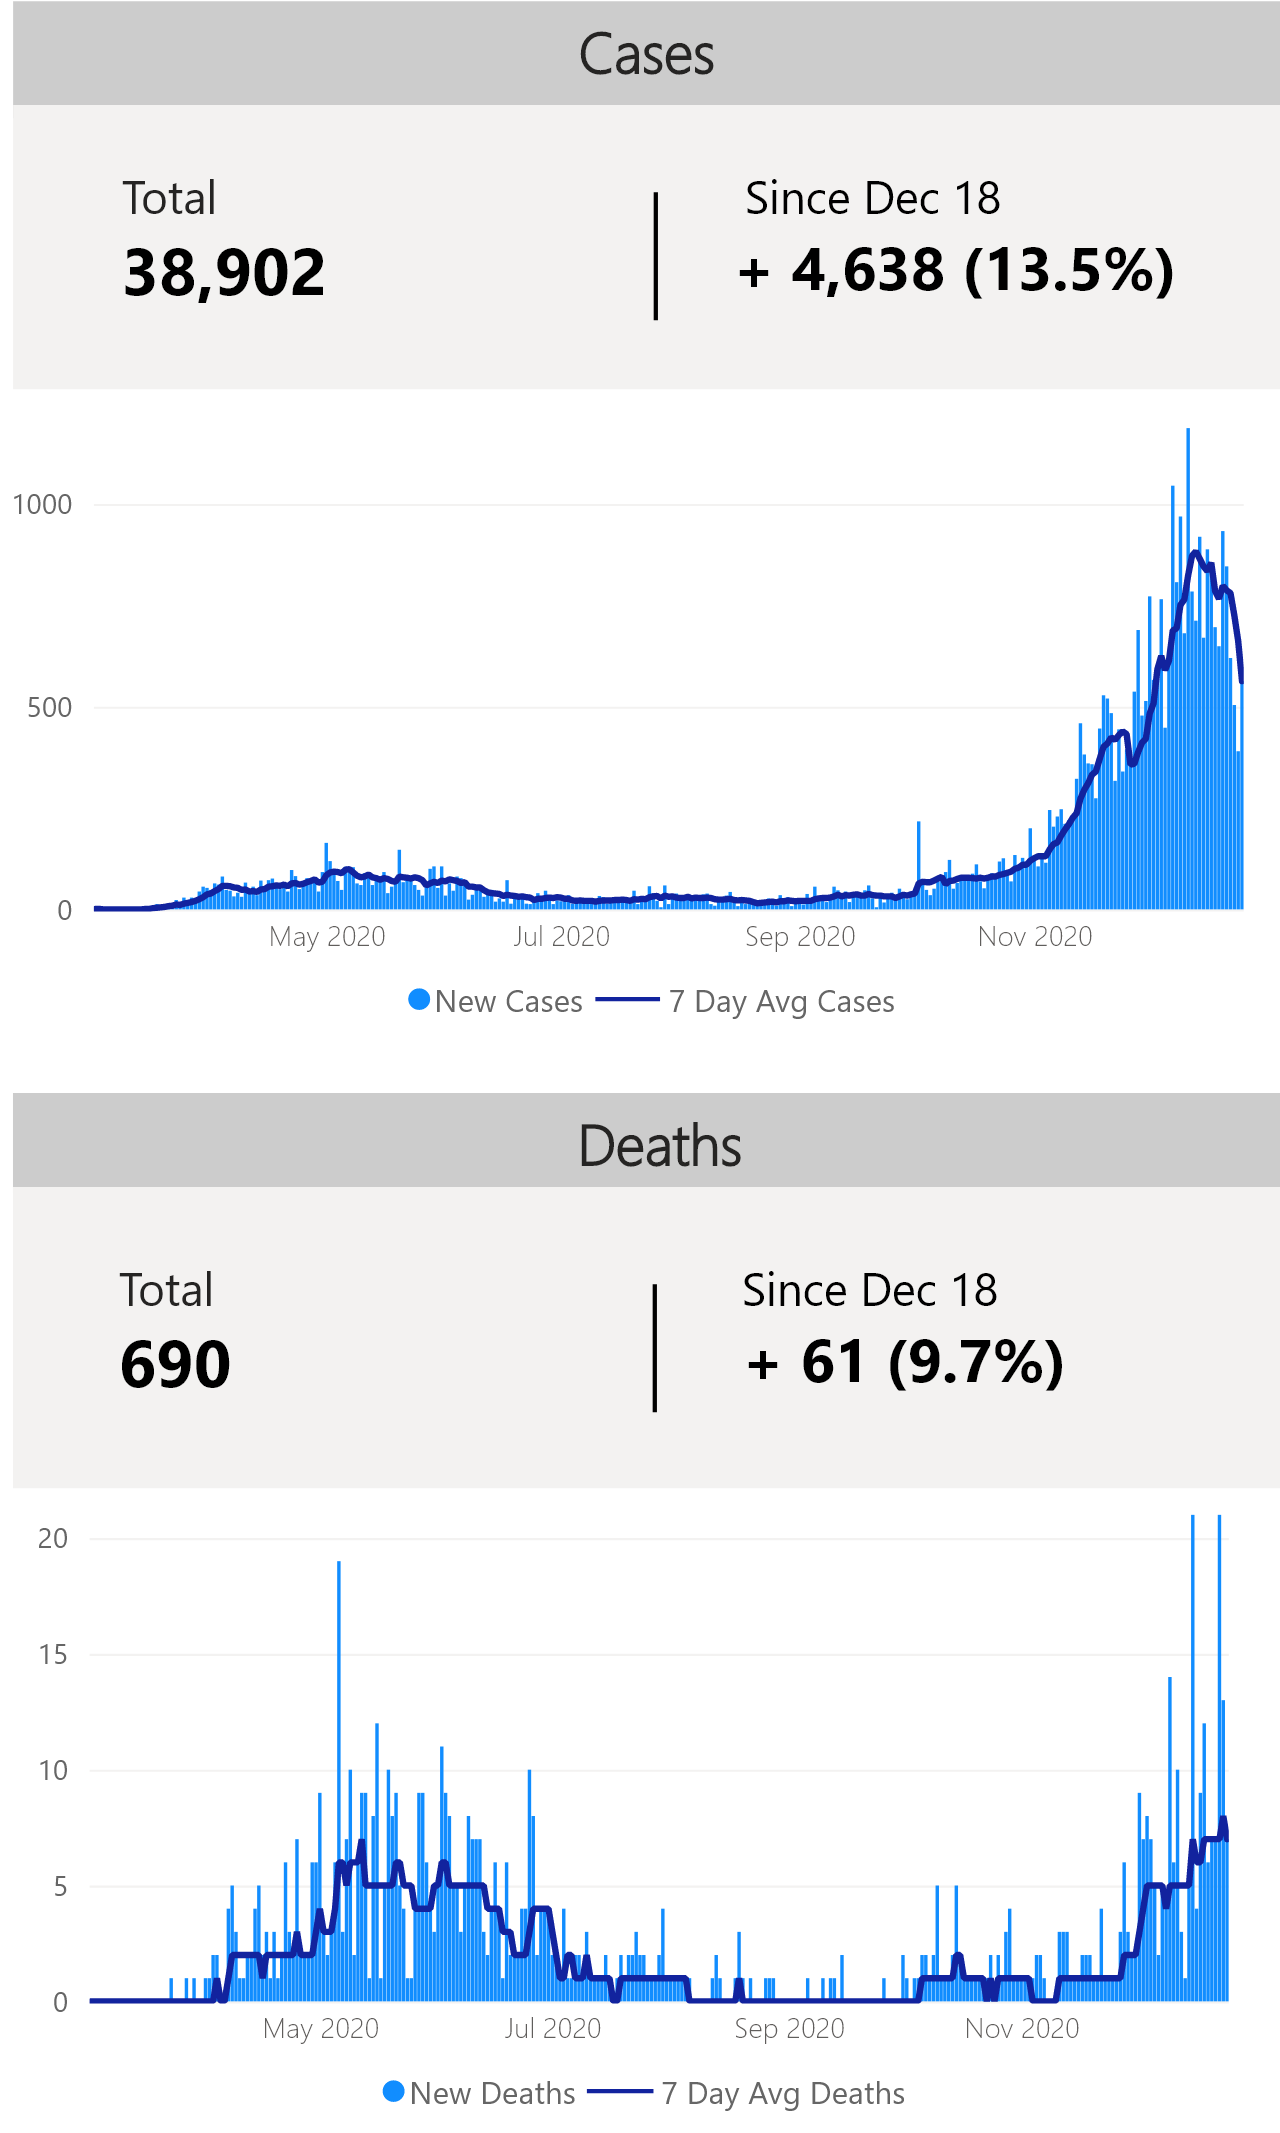 Cases
Total
38,902
Since Dec 18
+ 4,638 (13.5%)
1000
500
0
May 2020
Jul 2020
Sep 2020
Nov 2020
New Cases
7 Day Avg Cases
Deaths
Total
690
Since Dec 18
+ 61 (9.7%)
20
15
10
5
0
May 2020
Jul 2020
Sep 2020
Nov 2020
New Deaths
7 Day Avg Deaths